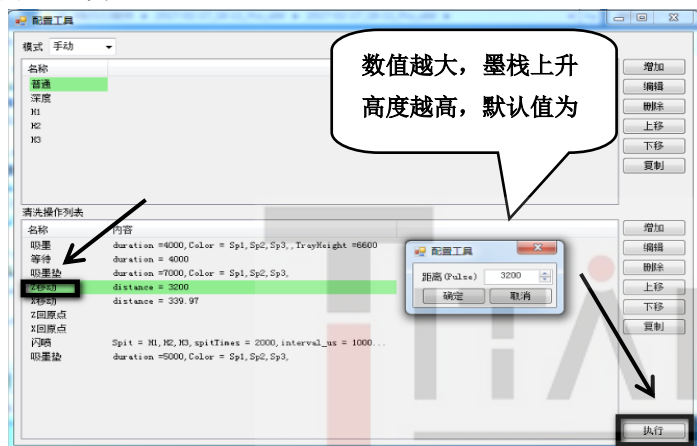 配置工具
模式 手动
名称
普通
深度
H1
H2
H3
增加
编辑
删除
上移
下移
复制
数值越大，墨栈上升
高度越高，默认值为
清洗操作列表
名称 内容
吸墨 duration =4000,Color = Sp1,Sp2,Sp3,,TrayHeight =6600
等待 duration = 4000
吸墨垫 duration =7000,Color = Sp1,Sp2,Sp3,
Z移动 distance = 3200
X移动 distance = 339.97
Z回原点
X回原点
闪喷 Spit = H1,H2,H3,spitTimes = 2000,interval_us = 1000...
吸墨垫 duration =5000,Color = Sp1,Sp2,Sp3,
配置工具
距离(Pulse) 3200
确定 取消
增加
编辑
删除
上移
下移
复制
执行